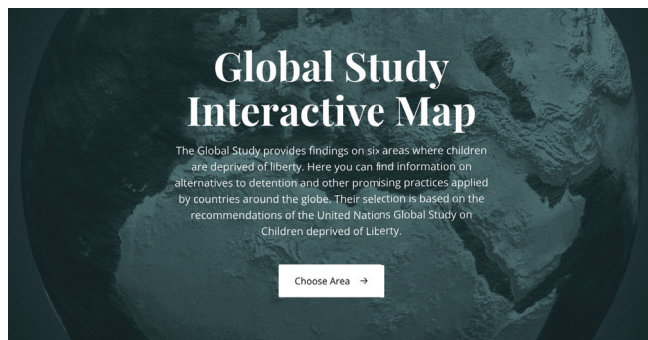 Global Study
Interactive Map
The Global Study provides findings on six areas where children
are deprived of liberty. Here you can find information on
alternatives to detention and other promising practices applied
by countries around the globe. Their selection is based on the
recommendations of the United Nations Global Study on
Children deprived of Liberty.
Choose Area →